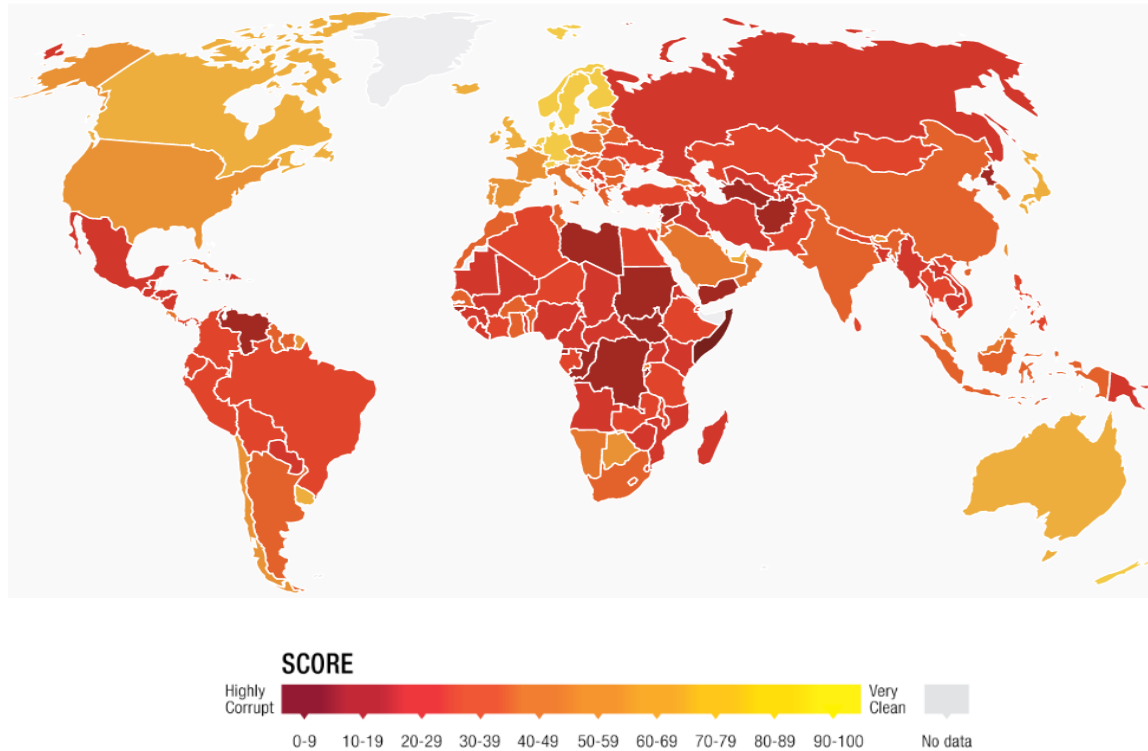 SCORE
Highly
Corrupt
Very
Clean
0-9 10-19 20-29 30-39 40-49 50-59 60-69 70-79 80-89 90-100 No data